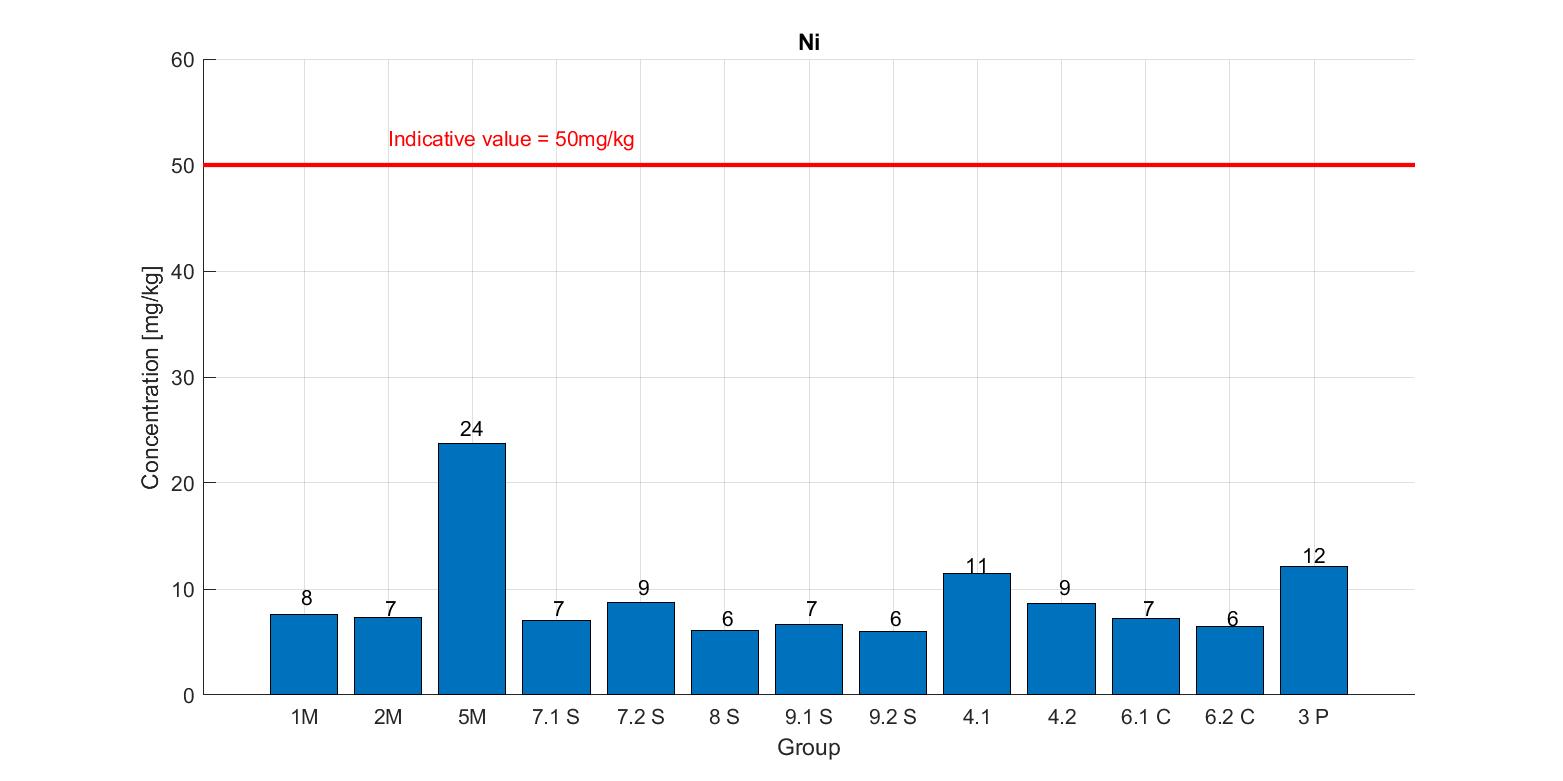 Ni
60
Indicative value = 50mg/kg
50
40
30
20
10
0
Concentration [mg/kg]
8
7
24
7
9
6
7
6
11
9
7
6
12
1M
2M
5M
7.1 S
7.2 S
8 S
9.1 S
9.2 S
4.1
4.2
6.1 C
6.2 C
3 P
Group